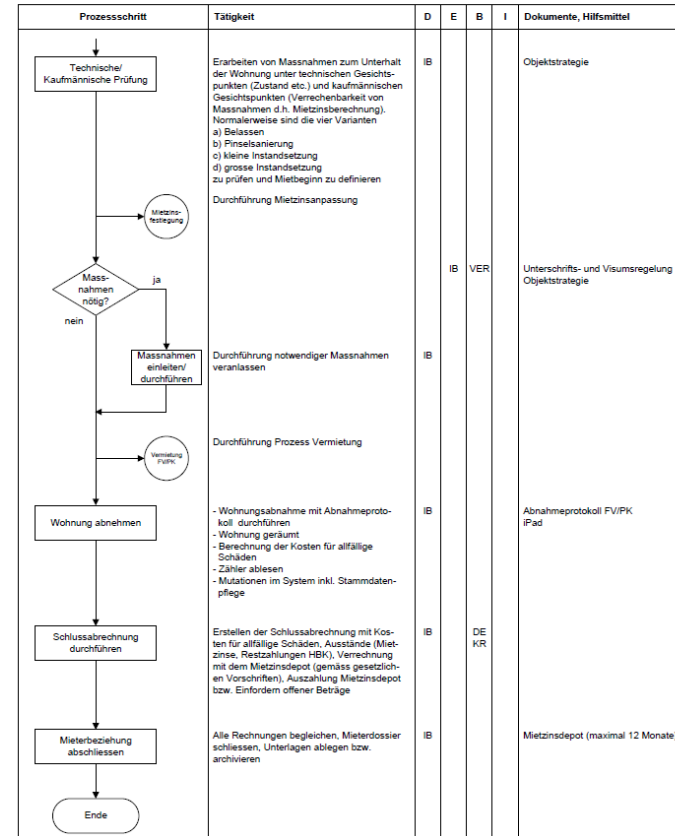 Prozessschritt Tätigkeit D E B I Dokumente, Hilfsmittel
Technische/
Kaufmännische Prüfung
Erarbeiten von Massnahmen zum Unterhalt
der Wohnung unter technischen Gesichts-
punkten (Zustand etc.) und kaufmännischen
Gesichtspunkten (Verrechenbarkeit von
Massnahmen d.h. Mietzinsberechnung).
Normalerweise sind die vier Varianten
a) Belassen
b) Pinselsanierung
c) kleine Instandsetzung
d) grosse Instandsetzung
zu prüfen und Mietbeginn zu definieren
IB
Objektstrategie
Mietzins-
festlegung
Durchführung Mietzinsanpassung
Mass-
nahmen
nötig?
ja
nein
IB VER
Unterschrifts- und Visumsregelung
Objektstrategie
Massnahmen
einleiten/
durchführen
Durchführung notwendiger Massnahmen
veranlassen
IB
Vermietung
FV/PK
Durchführung Prozess Vermietung
Wohnung abnehmen
- Wohnungsabnahme mit Abnahmeproto-
koll durchführen
- Wohnung geräumt
- Berechnung der Kosten für allfällige
Schäden
- Zähler ablesen
- Mutationen im System inkl. Stammdaten-
pflege
IB
Abnahmeprotokoll FV/PK
iPad
Schlussabrechnung
durchführen
Erstellen der Schlussabrechnung mit Kos-
ten für allfällige Schäden, Ausstände (Miet-
zinse, Restzahlungen HBK), Verrechnung
mit dem Mietzinsdepot (gemäss gesetzlich-
en Vorschriften), Auszahlung Mietzinsdepot
bzw. Einfordern offener Beträge
IB
DE
KR
Mieterbeziehung
abschliessen
Alle Rechnungen begleichen, Mieterdossier
schliessen, Unterlagen ablegen bzw.
archivieren
IB
Mietzinsdepot (maximal 12 Monate)
Ende